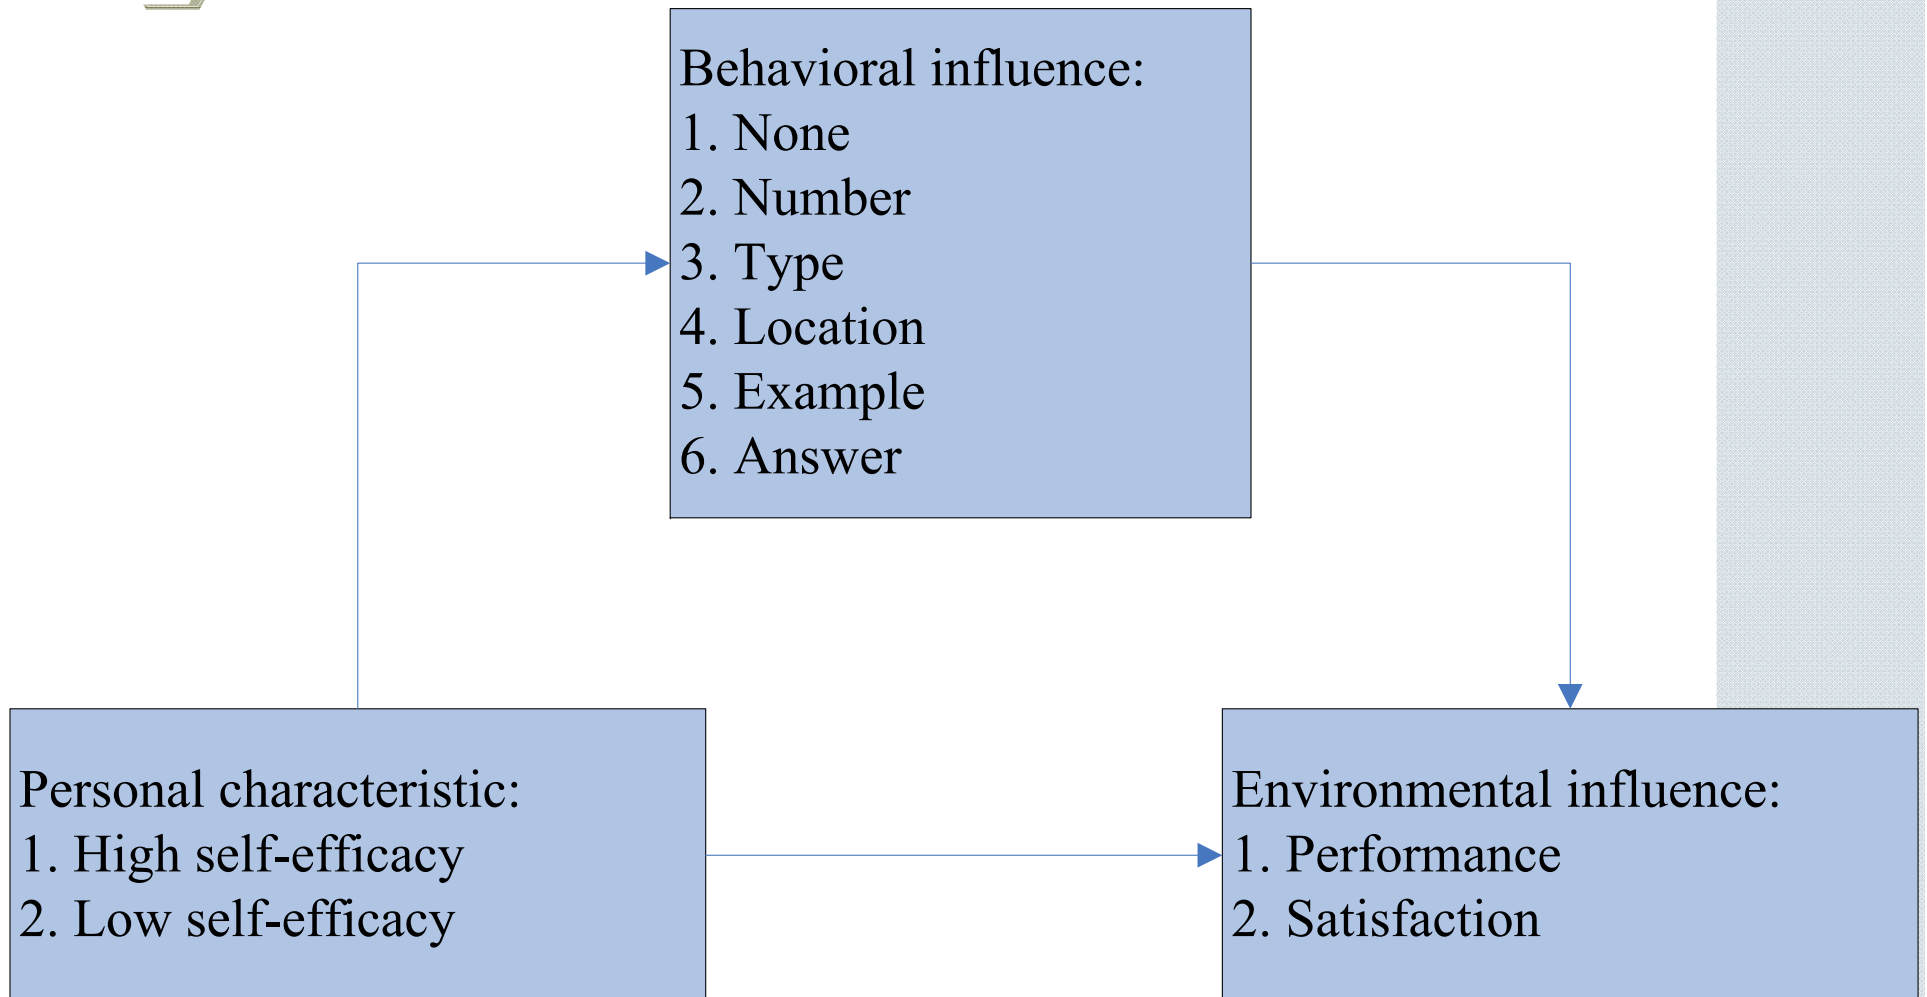 Behavioral influence:
1. None
2. Number
3. Type
4. Location
5. Example
6. Answer
Personal characteristic:
1. High self-efficacy
2. Low self-efficacy
Environmental influence:
1. Performance
2. Satisfaction